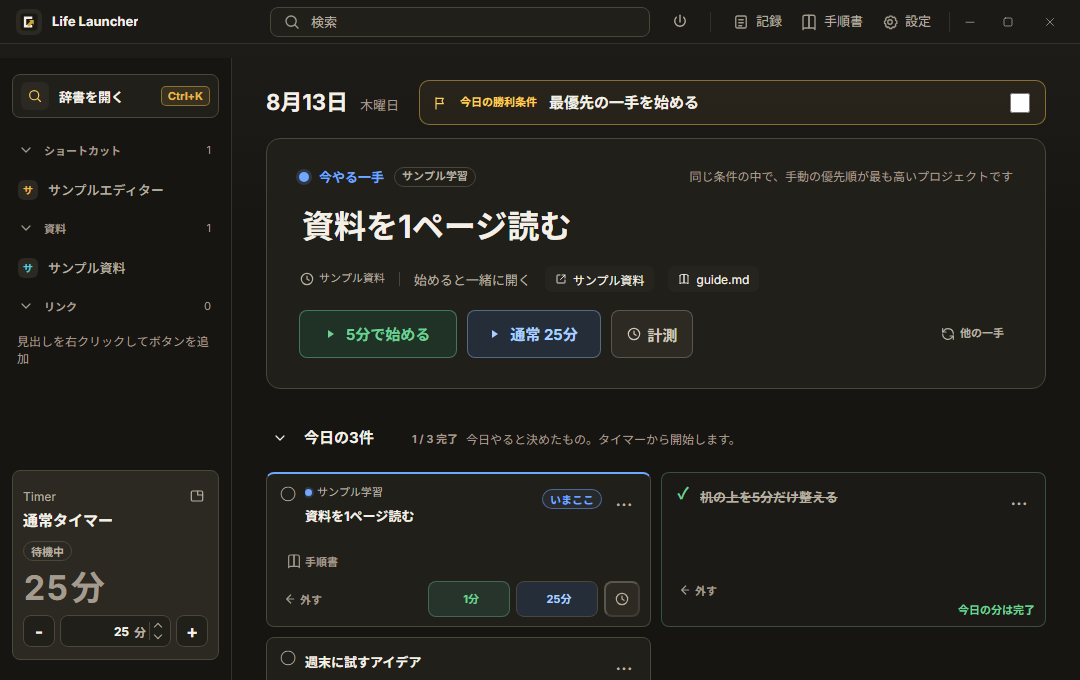 Life Launcher
検索
記録
手順書
設定
辞書を開く
Ctrl+K
ショートカット
1
サ
サンプルエディター
資料
1
サ
サンプル資料
リンク
0
見出しを右クリックしてボタンを追
加
Timer
通常タイマー
待機中
25分
-
25 分
+
8月13日 木曜日
今日の勝利条件 最優先の一手を始める
今やる一手 サンプル学習
同じ条件の中で、手動の優先順が最も高いプロジェクトです
資料を1ページ読む
サンプル資料
始めると一緒に開く
サンプル資料
guide.md
5分で始める
通常 25分
計測
他の一手
今日の3件
1 / 3 完了 今日やると決めたもの。タイマーから開始します。
サンプル学習
資料を1ページ読む
いまここ
...
手順書
外す
1分
25分
机の上を5分だけ整える
...
外す
今日の分は完了
週末に試すアイデア
...